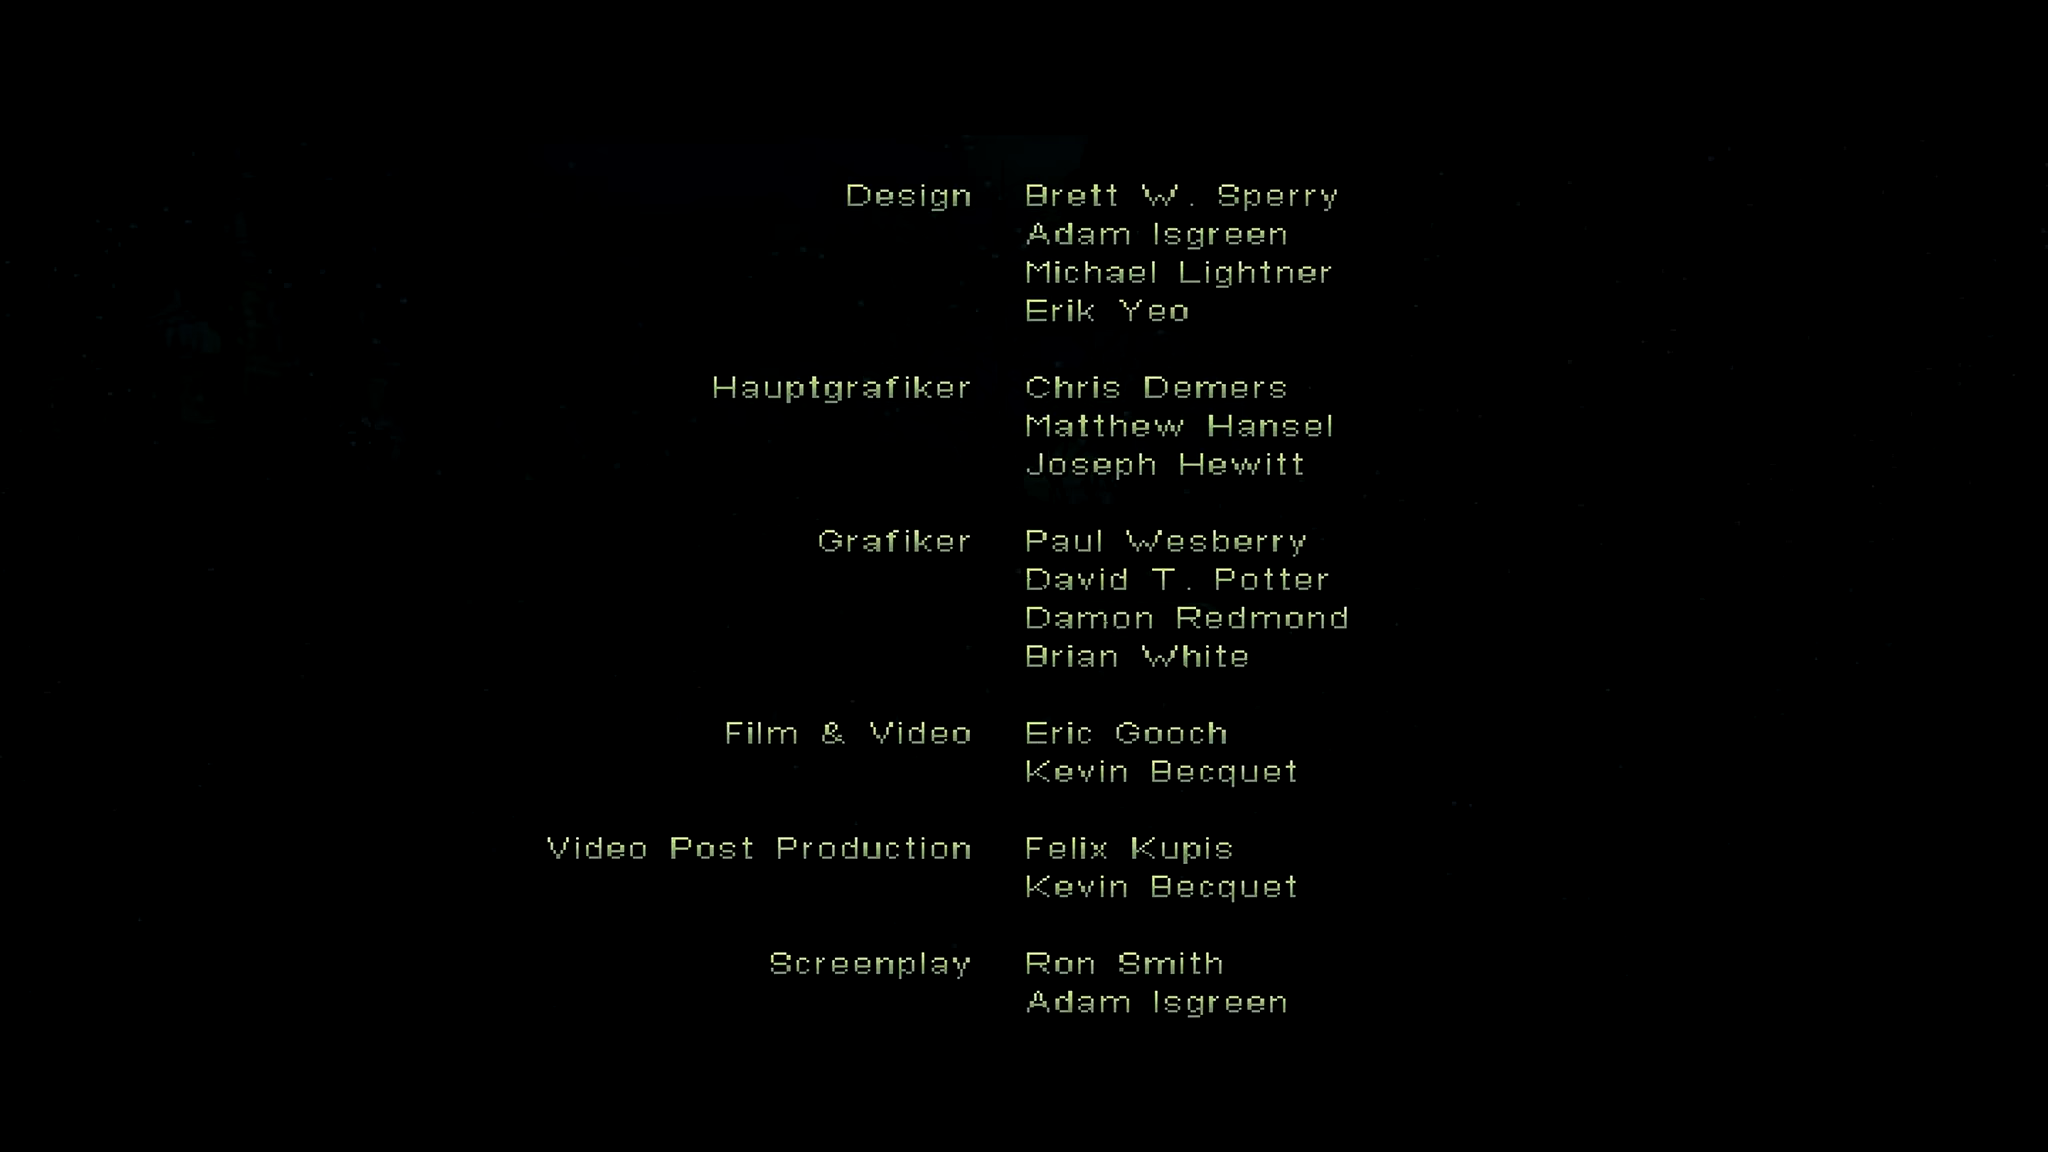 Design Brett W. Sperry
Adam Isgreen
Michael Lightner
Erik Yeo
Hauptgrafiker Chris Demers
Matthew Hansel
Joseph Hewitt
Grafiker Paul Wesberry
David T. Potter
Damon Redmond
Brian White
Film & Video Eric Gooch
Kevin Becquet
Video Post Production Felix Kupis
Kevin Becquet
Screenplay Ron Smith
Adam Isgreen